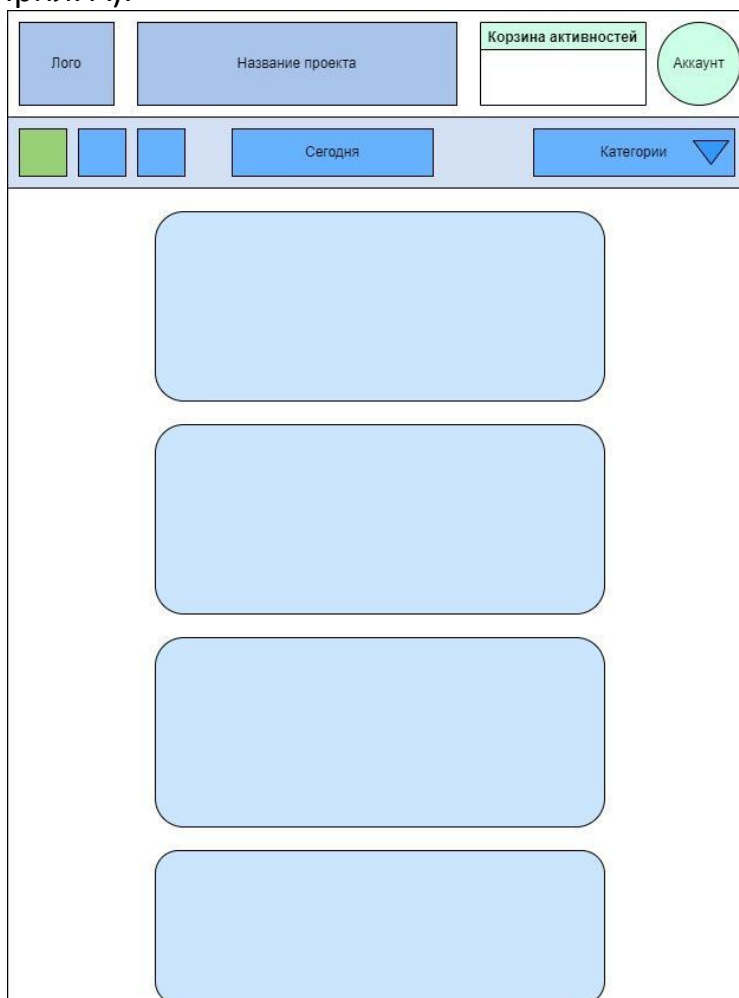 Лого
Название проекта
Корзина активностей
Аккаунт
Сегодня
Категории